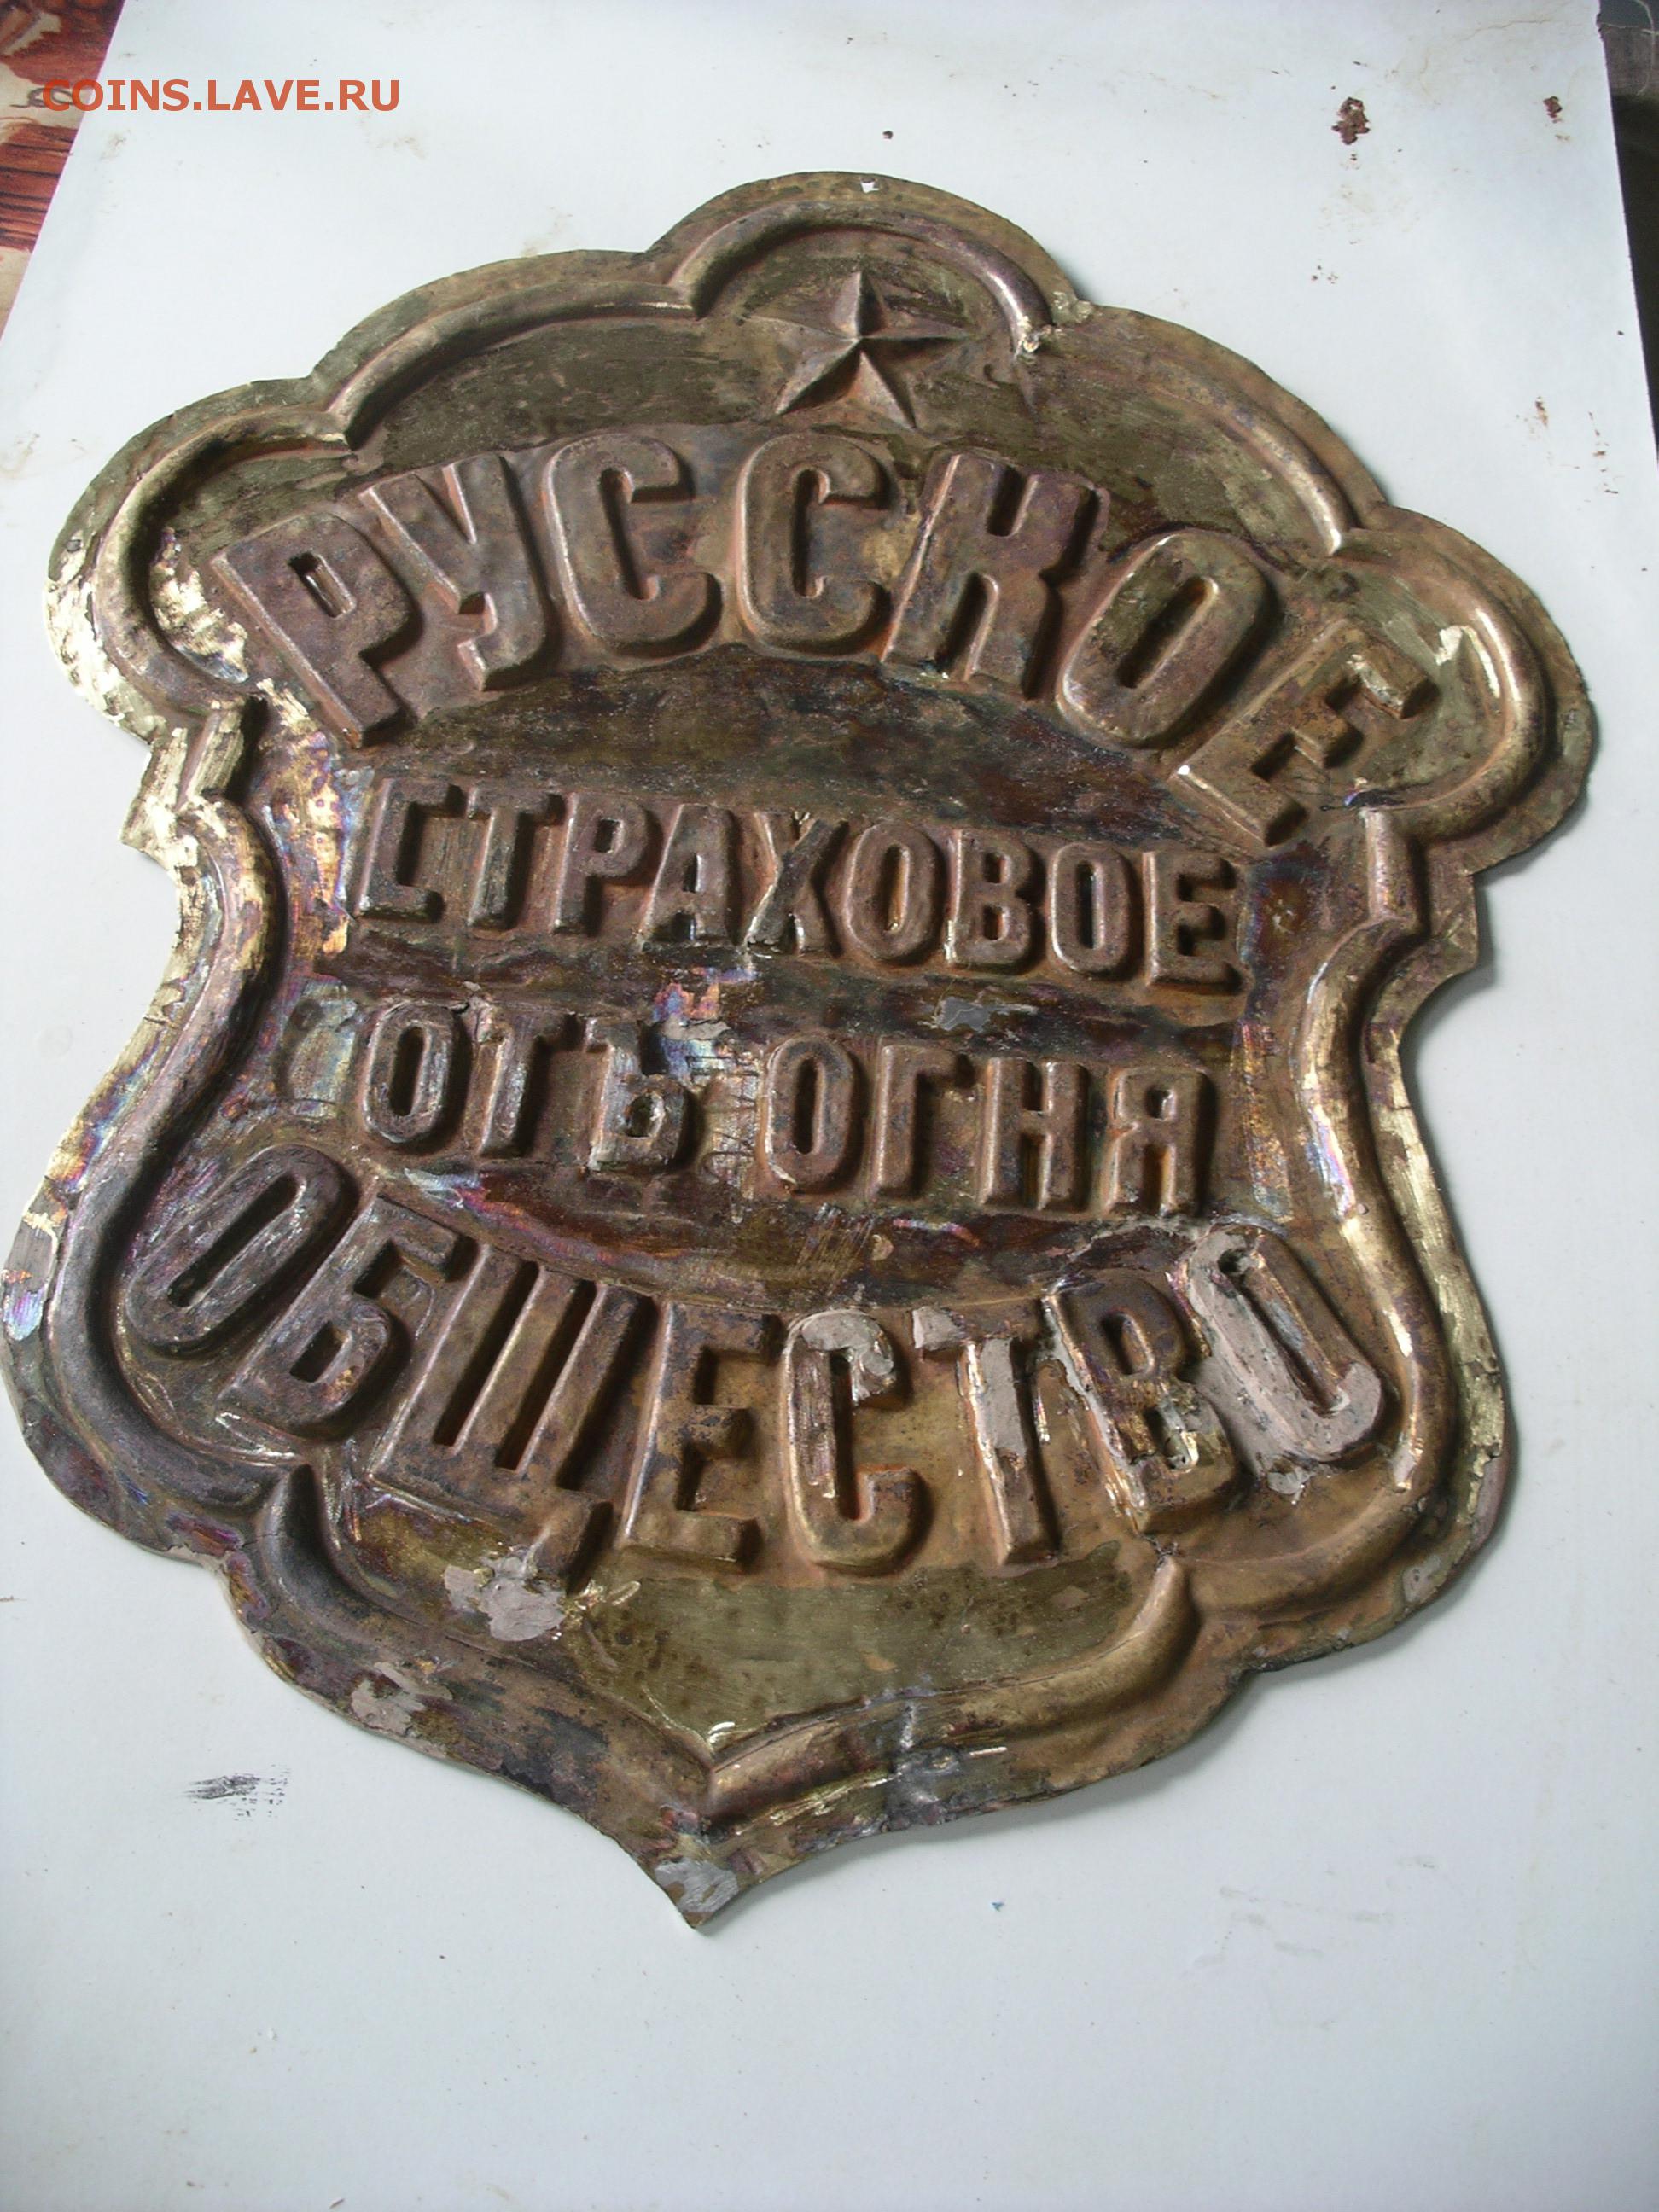 COINS.LAVE.RU
РУССКОЕ
СТРАХОВОЕ
ОТЪ ОГНЯ
ОБЩЕСТВО